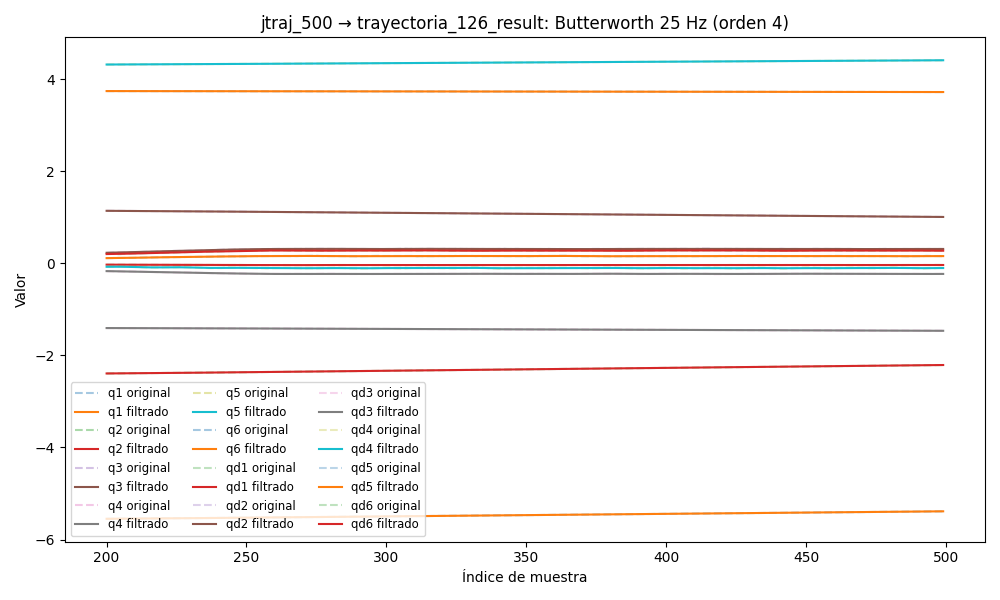 jtraj_500 → trayectoria_126_result: Butterworth 25 Hz (orden 4)
Valor
4
2
0
−2
−4
−6
q1 original
q1 filtrado
q2 original
q2 filtrado
q3 original
q3 filtrado
q4 original
q4 filtrado
q5 original
q5 filtrado
q6 original
q6 filtrado
qd1 original
qd1 filtrado
qd2 original
qd2 filtrado
qd3 original
qd3 filtrado
qd4 original
qd4 filtrado
qd5 original
qd5 filtrado
qd6 original
qd6 filtrado
200
250
300
350
400
450
500
Índice de muestra